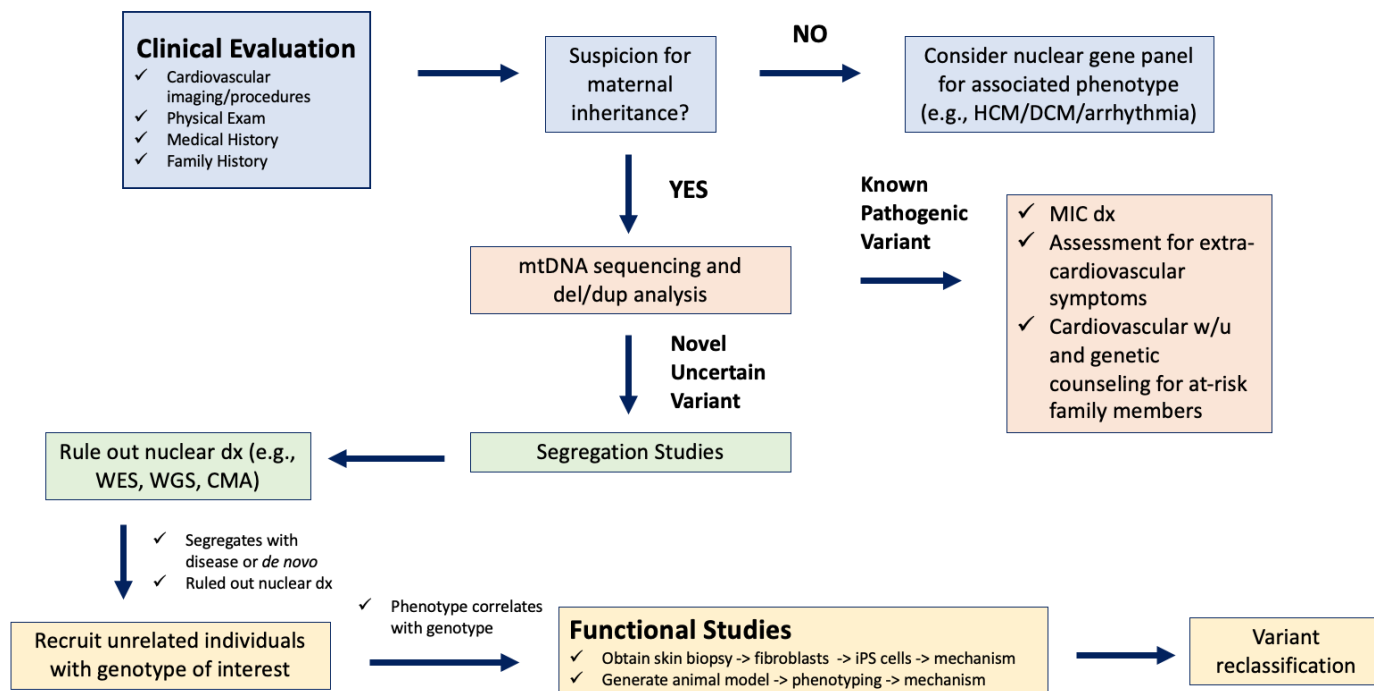 Clinical Evaluation
✓ Cardiovascular
imaging/procedures
✓ Physical Exam
✓ Medical History
✓ Family History
Suspicion for
maternal
inheritance?
NO
Consider nuclear gene panel
for associated phenotype
(e.g., HCM/DCM/arrhythmia)
YES
mtDNA sequencing and
del/dup analysis
Known
Pathogenic
Variant
✓ MIC dx
✓ Assessment for extra-
cardiovascular
symptoms
✓ Cardiovascular w/u
and genetic
counseling for at-risk
family members
Novel
Uncertain
Variant
Segregation Studies
Rule out nuclear dx (e.g.,
WES, WGS, CMA)
✓ Segregates with
disease or de novo
✓ Ruled out nuclear dx
Recruit unrelated individuals
with genotype of interest
✓ Phenotype correlates
with genotype
Functional Studies
✓ Obtain skin biopsy -> fibroblasts -> iPS cells -> mechanism
✓ Generate animal model -> phenotyping -> mechanism
Variant
reclassification